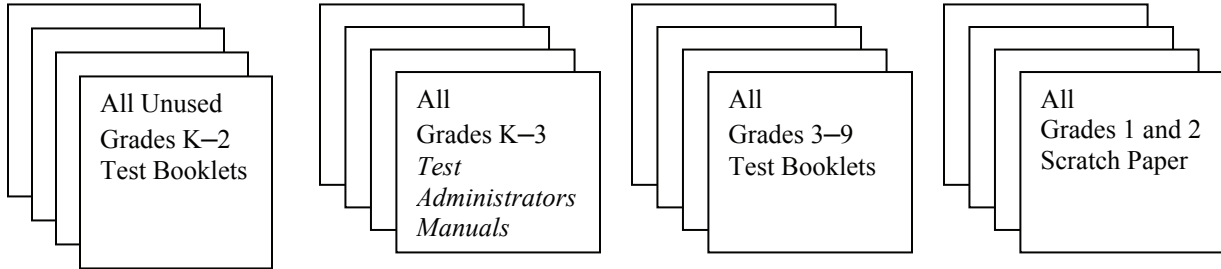 All Unused
Grades K–2
Test Booklets
All
Grades K–3
Test
Administrators
Manuals
All
Grades 3–9
Test Booklets
All
Grades 1 and 2
Scratch Paper